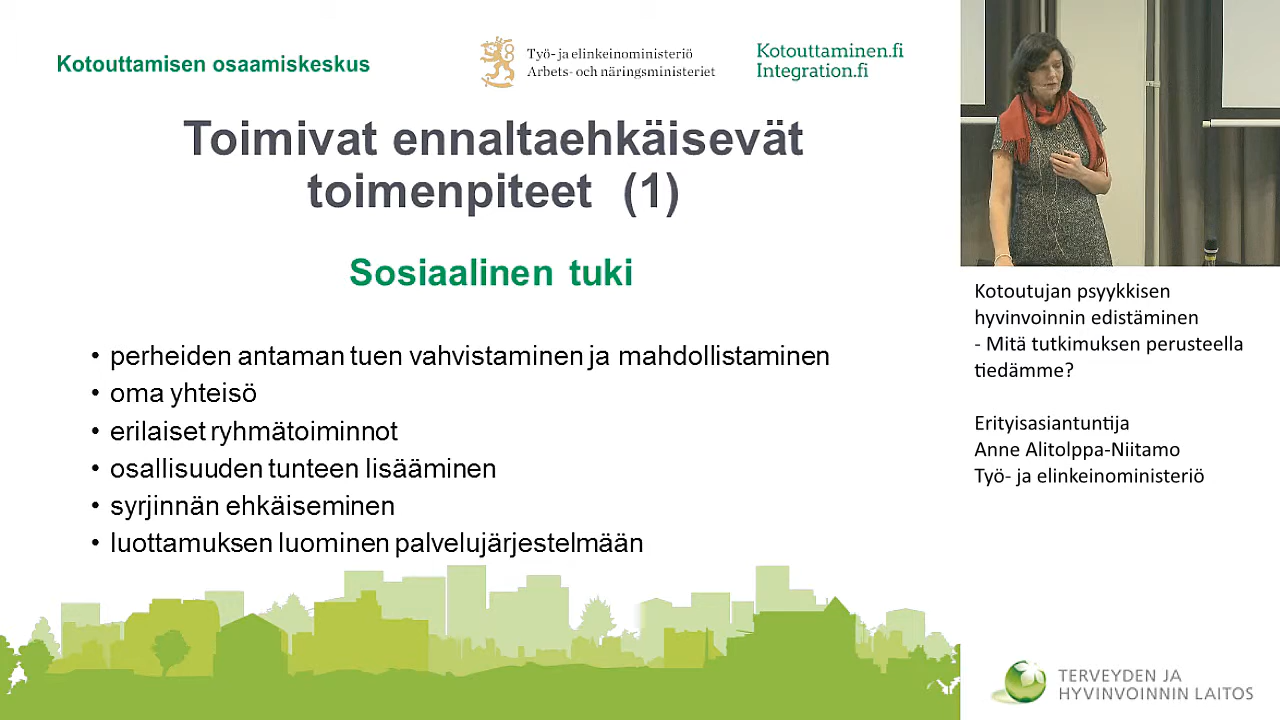 Kotouttamisen osaamiskeskus
Työ- ja elinkeinoministeriö
Arbets- och näringsministeriet
Kotouttaminen.fi
Integration.fi
Toimivat ennaltaehkäisevät
toimenpiteet (1)
Sosiaalinen tuki
• perheiden antaman tuen vahvistaminen ja mahdollistaminen
• oma yhteisö
• erilaiset ryhmätoiminnot
• osallisuuden tunteen lisääminen
• syrjinnän ehkäiseminen
• luottamuksen luominen palvelujärjestelmään
Kotoutujan psyykkisen
hyvinvoinnin edistäminen
- Mitä tutkimuksen perusteella
tiedämme?
Erityisasiantuntija
Anne Alitolppa-Niitamo
Työ- ja elinkeinoministeriö
TERVEYDEN JA
HYVINVOINNIN LAITOS